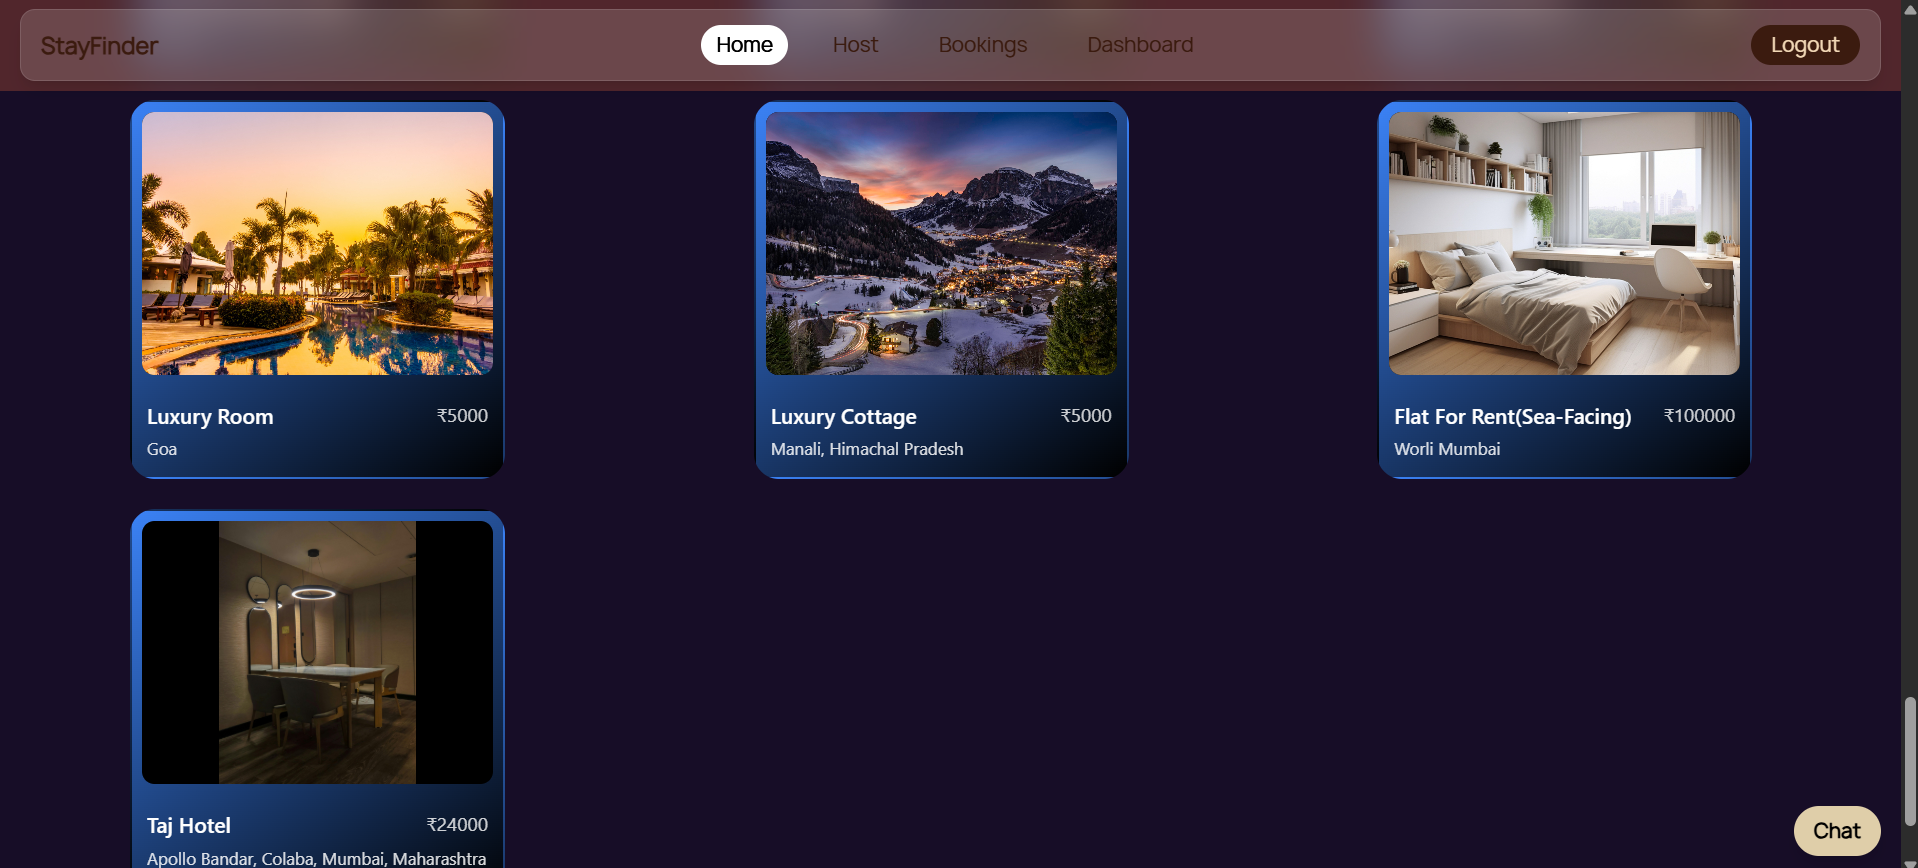 StayFinder
Home
Host
Bookings
Dashboard
Logout
Luxury Room
₹5000
Goa
Luxury Cottage
₹5000
Manali, Himachal Pradesh
Flat For Rent(Sea-Facing)
₹100000
Worli Mumbai
Taj Hotel
₹24000
Apollo Bandar, Colaba, Mumbai, Maharashtra
Chat